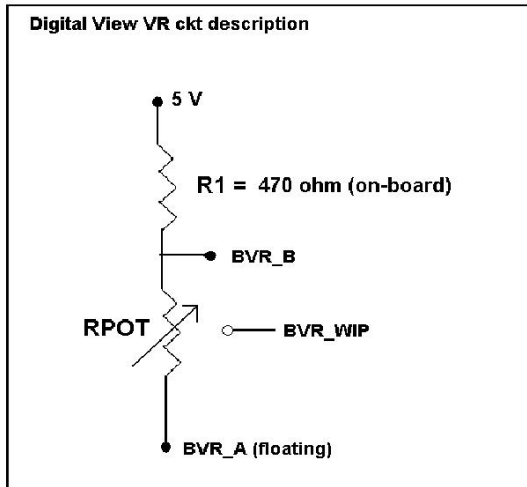 Digital View VR ckt description
5 V
R1 = 470 ohm (on-board)
BVR_B
RPOT
BVR_WIP
BVR_A (floating)